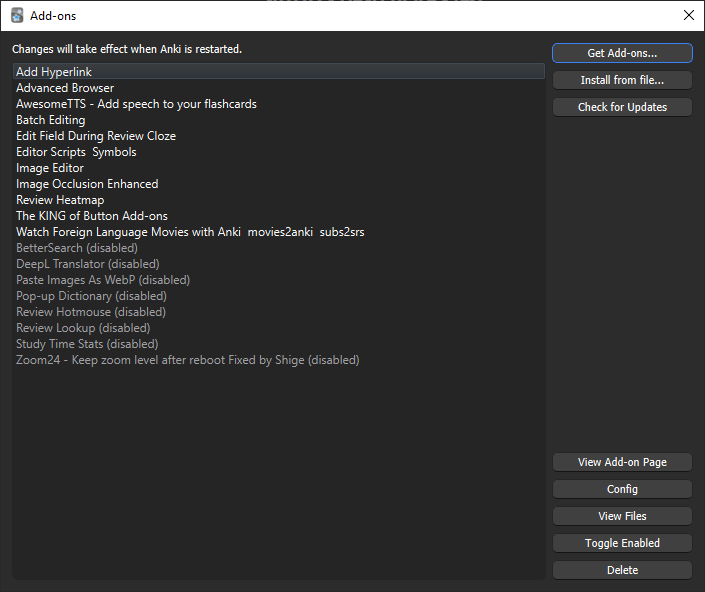 Add-ons
Changes will take effect when Anki is restarted.
Add Hyperlink
Advanced Browser
AwesomeTTS - Add speech to your flashcards
Batch Editing
Edit Field During Review Cloze
Editor Scripts  Symbols
Image Editor
Image Occlusion Enhanced
Review Heatmap
The KING of Button Add-ons
Watch Foreign Language Movies with Anki  movies2anki  subs2srs
BetterSearch (disabled)
DeepL Translator (disabled)
Paste Images As WebP (disabled)
Pop-up Dictionary (disabled)
Review Hotmouse (disabled)
Review Lookup (disabled)
Study Time Stats (disabled)
Zoom24 - Keep zoom level after reboot Fixed by Shige (disabled)
Get Add-ons...
Install from file...
Check for Updates
View Add-on Page
Config
View Files
Toggle Enabled
Delete